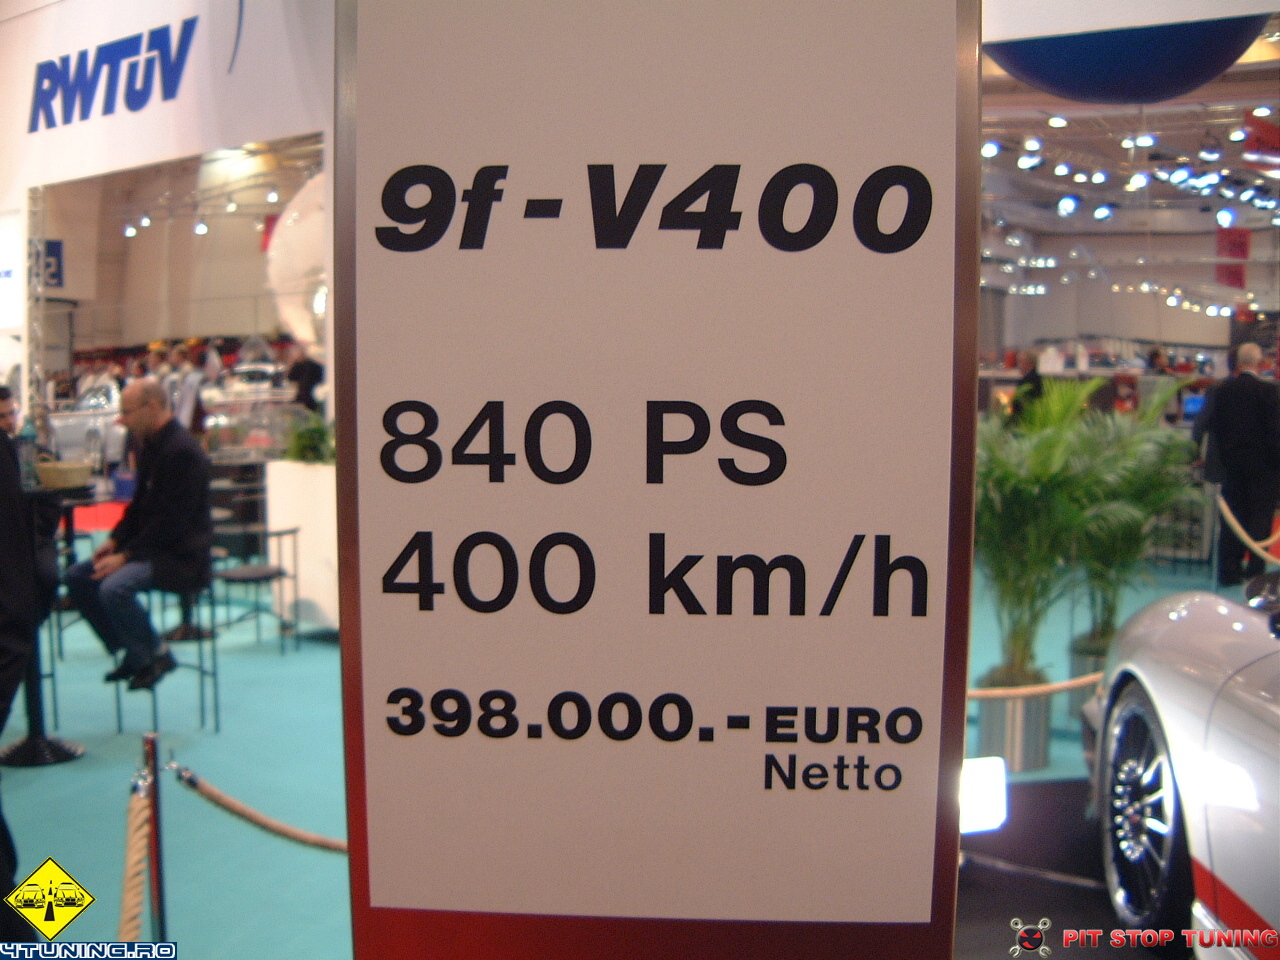 RWTÜV
9f-V400
840 PS
400 km/h
398.000.- EURO
Netto
4TUNING.RO
PIT STOP TUNING